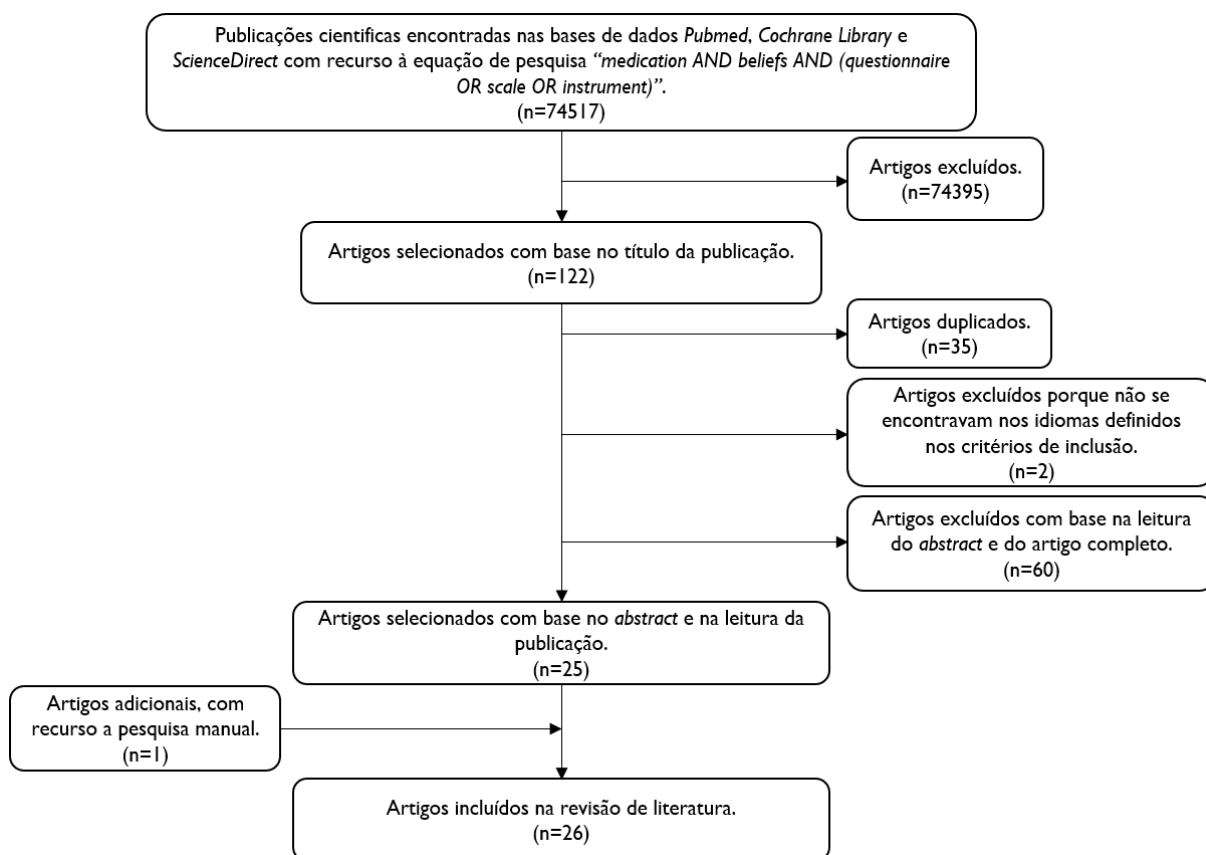 Publicações cientificas encontradas nas bases de dados Pubmed, Cochrane Library e
ScienceDirect com recurso à equação de pesquisa “medication AND beliefs AND (questionnaire
OR scale OR instrument)”.
(n=74517)
Artigos excluídos.
(n=74395)
Artigos selecionados com base no título da publicação.
(n=122)
Artigos duplicados.
(n=35)
Artigos excluídos porque não se
encontravam nos idiomas definidos
nos critérios de inclusão.
(n=2)
Artigos excluídos com base na leitura
do abstract e do artigo completo.
(n=60)
Artigos selecionados com base no abstract e na leitura da
publicação.
(n=25)
Artigos adicionais, com
recurso a pesquisa manual.
(n=1)
Artigos incluídos na revisão de literatura.
(n=26)